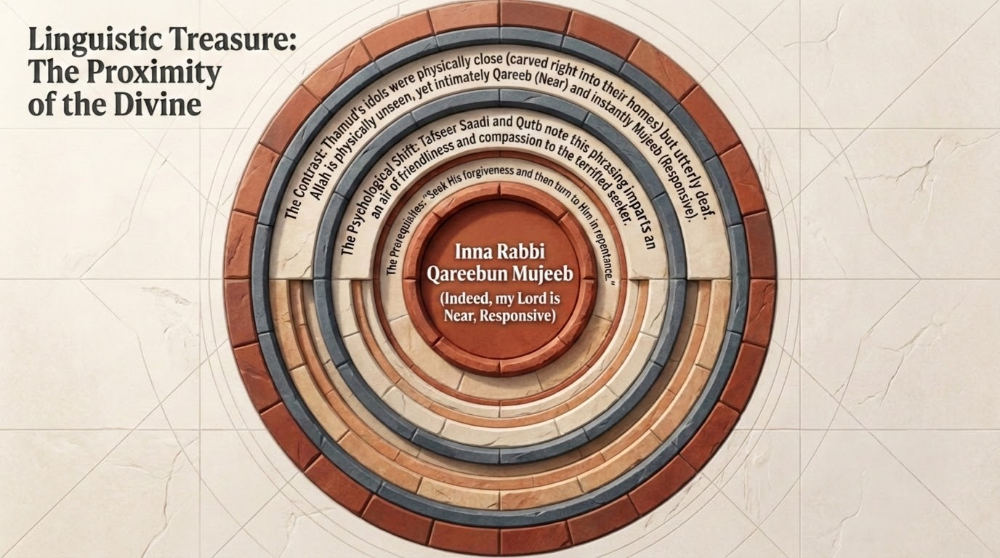 Linguistic Treasure:
The Proximity
of the Divine
The Contrast: Thamud's idols were physically close (carved right into their homes) but utterly deaf.
Allah is physically unseen, yet intimately Qareeb (Near) and instantly Mujeeb (Responsive).
The Psychological Shift: Tafseer Saadi and Qutb note this phrasing imparts an
an air of friendliness and compassion to the terrified seeker.
The Prerequisites: "Seek His forgiveness and then turn to Him in repentance."
Inna Rabbi
Qareebun Mujeeb
(Indeed, my Lord is
Near, Responsive)